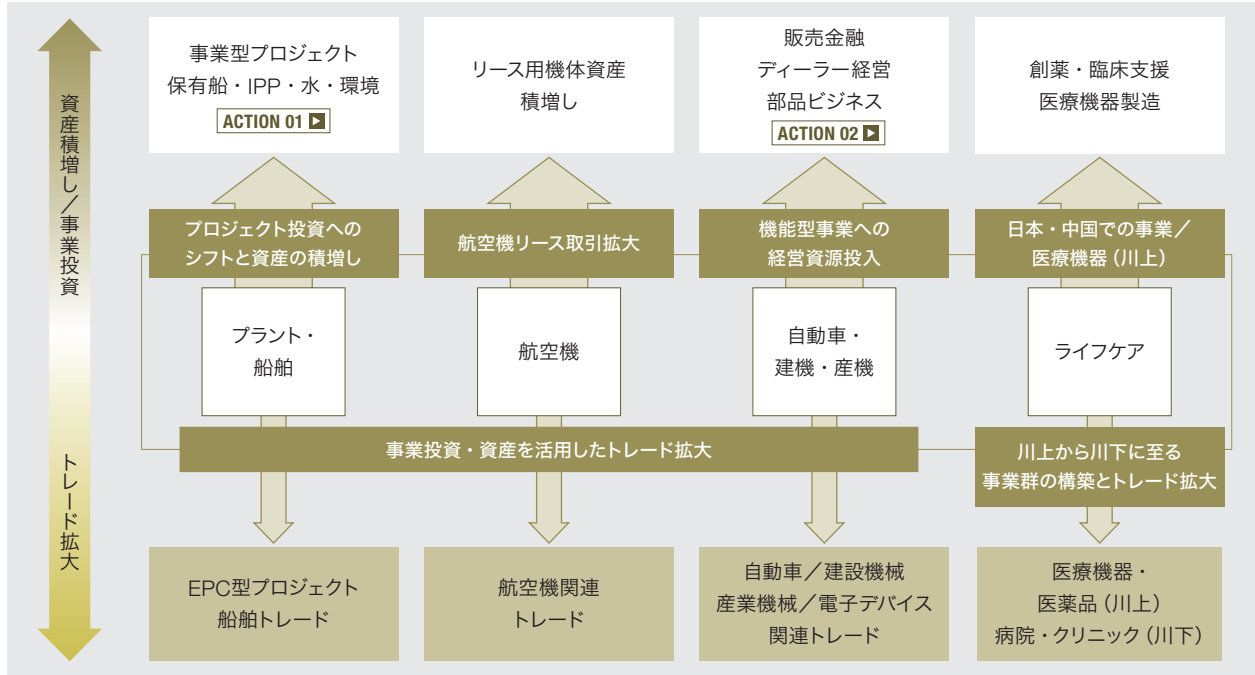 資産積増し／事業投資
トレード拡大
事業型プロジェクト
保有船・IPP・水・環境
ACTION 01
リース用機体資産
積増し
販売金融
ディーラー経営
部品ビジネス
ACTION 02
創薬・臨床支援
医療機器製造
プロジェクト投資への
シフトと資産の積増し
航空機リース取引拡大
機能型事業への
経営資源投入
日本・中国での事業／
医療機器（川上）
プラント・
船舶
航空機
自動車・
建機・産機
ライフケア
事業投資・資産を活用したトレード拡大
川上から川下に至る
事業群の構築とトレード拡大
EPC型プロジェクト
船舶トレード
航空機関連
トレード
自動車／建設機械
産業機械／電子デバイス
関連トレード
医療機器・
医薬品（川上）
病院・クリニック（川下）